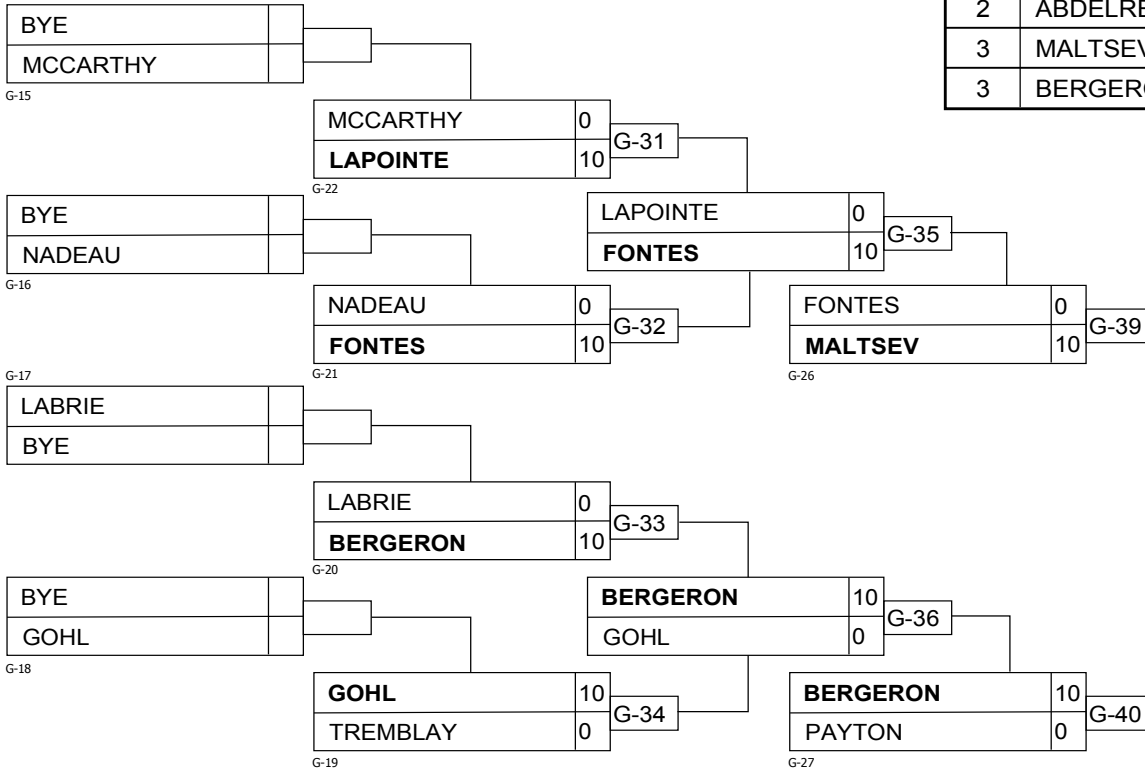 BYE
MCCARTHY
G-15
2 ABDELRE
3 MALTSEV
3 BERGERO
MCCARTHY 0
LAPOINTE 10
G-31
G-22
BYE
NADEAU
G-16
LAPOINTE 0
FONTES 10
G-35
NADEAU 0
FONTES 10
G-32
G-21
FONTES 0
MALTSEV 10
G-39
G-26
G-17
LABRIE
BYE
LABRIE 0
BERGERON 10
G-33
G-20
BYE
GOHL
G-18
BERGERON 10
GOHL 0
G-36
GOHL 10
TREMBLAY 0
G-34
G-19
BERGERON 10
PAYTON 0
G-40
G-27